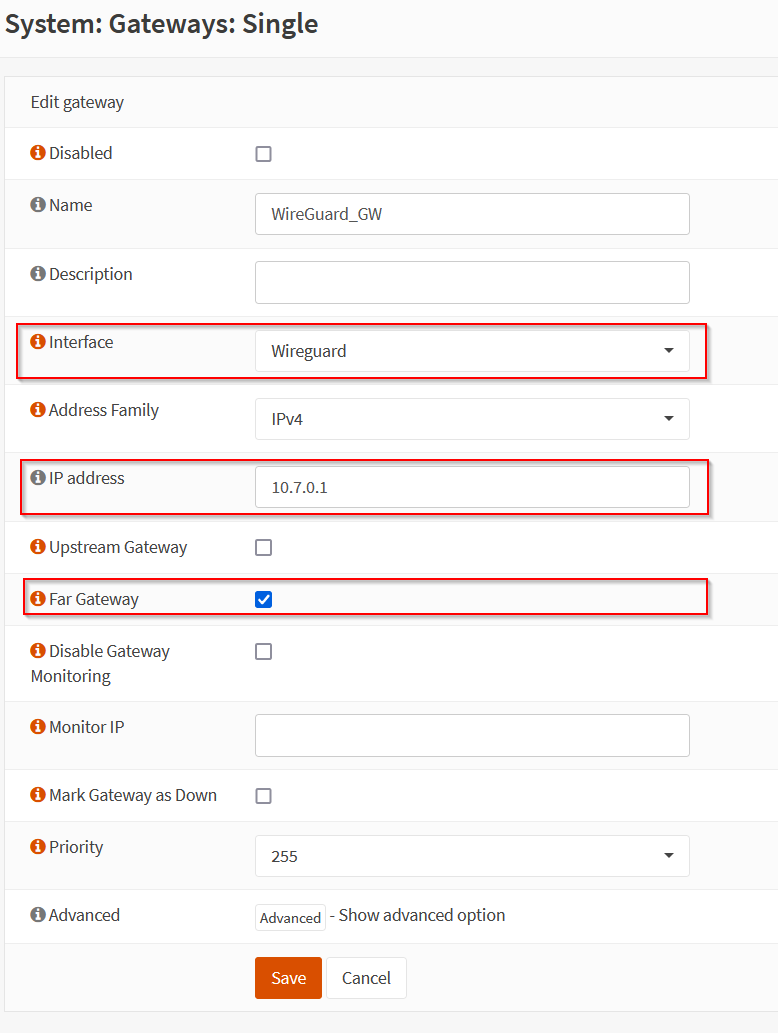 System: Gateways: Single
Edit gateway
Disabled
Name
WireGuard_GW
Description
Interface
Wireguard
Address Family
IPv4
IP address
10.7.0.1
Upstream Gateway
Far Gateway
Disable Gateway
Monitoring
Monitor IP
Mark Gateway as Down
Priority
255
Advanced
Advanced - Show advanced option
Save Cancel